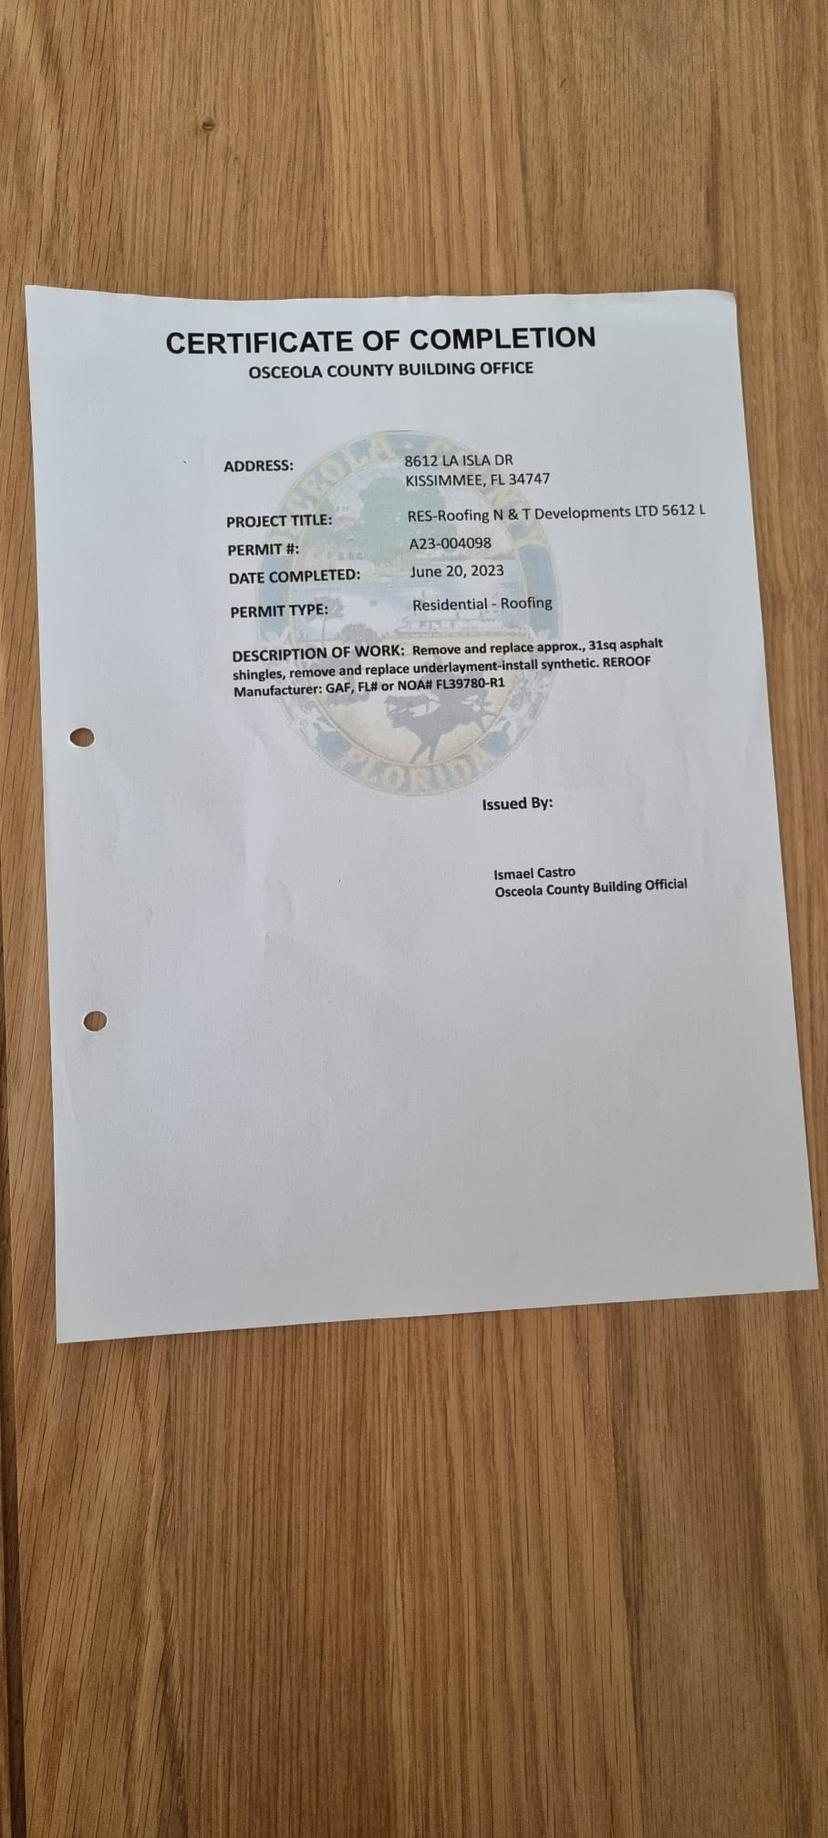 CERTIFICATE OF COMPLETION
OSCEOLA COUNTY BUILDING OFFICE
OSCEOLA COUNTY
ADDRESS: 8612 LA ISLA DR
KISSIMMEE, FL 34747
PROJECT TITLE: RES-Roofing N & T Developments LTD 5612 L
PERMIT #: A23-004098
DATE COMPLETED: June 20, 2023
PERMIT TYPE: Residential - Roofing
DESCRIPTION OF WORK: Remove and replace approx., 31sq asphalt
shingles, remove and replace underlayment-install synthetic. REROOF
Manufacturer: GAF, FL# or NOA# FL39780-R1
FLORIDA
Issued By:
Ismael Castro
Osceola County Building Official